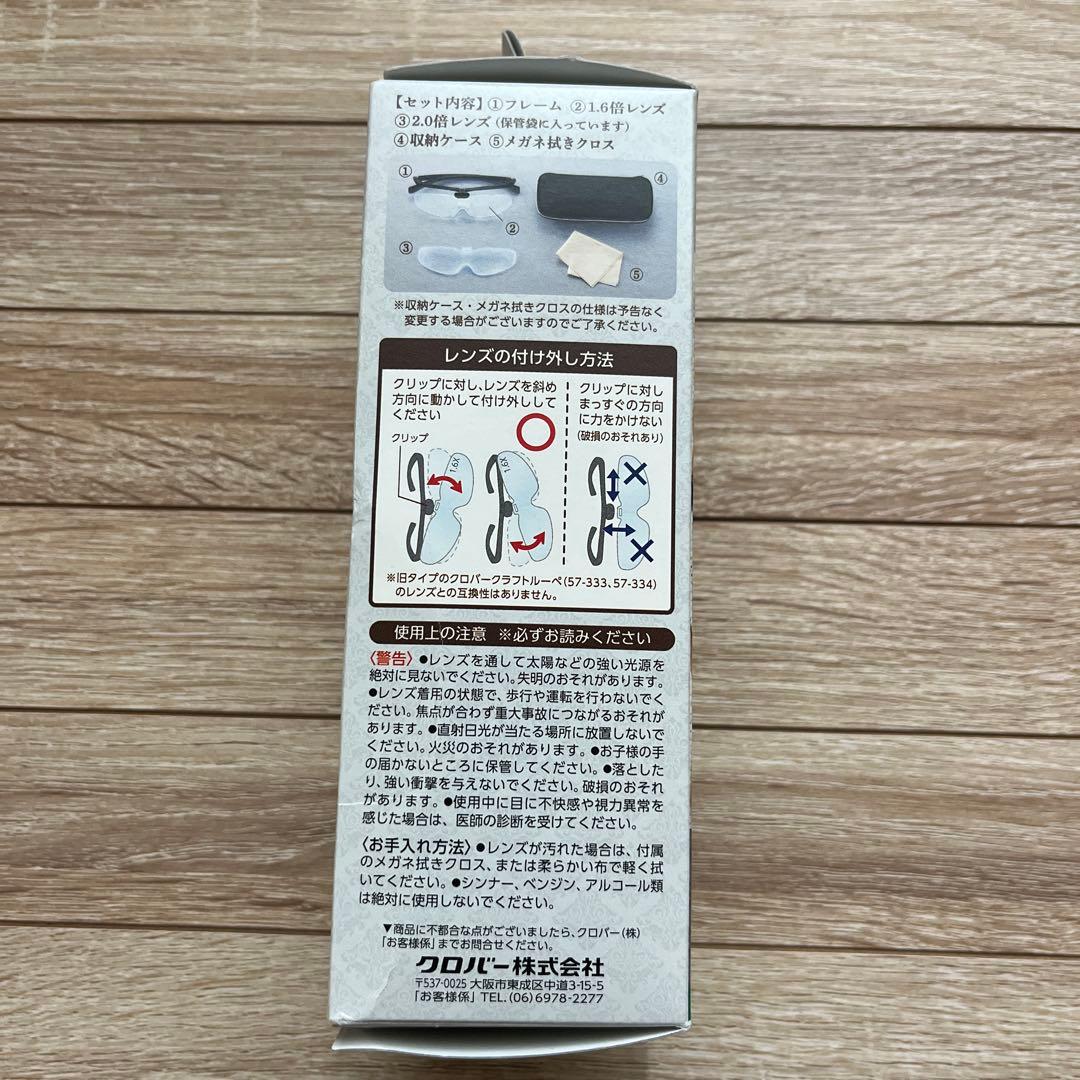 【セット内容】①フレーム ②1.6倍レンズ
③2.0倍レンズ（保管袋に入っています）
④収納ケース ⑤メガネ拭きクロス
①
④
②
③
⑤
※収納ケース・メガネ拭きクロスの仕様は予告なく
変更する場合がございますのでご了承ください。
レンズの付け外し方法
クリップに対し、レンズを斜め
方向に動かして付け外しして
ください
クリップ
1.6X
1.6X
クリップに対し
まっすぐの方向
に力をかけない
（破損のおそれあり）
※旧タイプのクロバークラフトルーペ（57-333、57-334）
のレンズとの互換性はありません。
使用上の注意 ※必ずお読みください
〈警告〉●レンズを通して太陽などの強い光源を
絶対に見ないでください。失明のおそれがあります。
●レンズ着用の状態で、歩行や運転を行わないでく
ださい。焦点が合わず重大事故につながるおそれが
あります。●直射日光が当たる場所に放置しないで
ください。火災のおそれがあります。●お子様の手
の届かないところに保管してください。●落とした
り、強い衝撃を与えないでください。破損のおそれ
があります。●使用中に目に不快感や視力異常を
感じた場合は、医師の診断を受けてください。
〈お手入れ方法〉●レンズが汚れた場合は、付属
のメガネ拭きクロス、または柔らかい布で軽く拭
いてください。●シンナー、ベンジン、アルコール類
は絶対に使用しないでください。
▼商品に不都合な点がございましたら、クロバー（株）
「お客様係」までお問合せください。
クロバー株式会社
〒537-0025 大阪市東成区中道3-15-5
「お客様係」TEL.（06）6978-2277